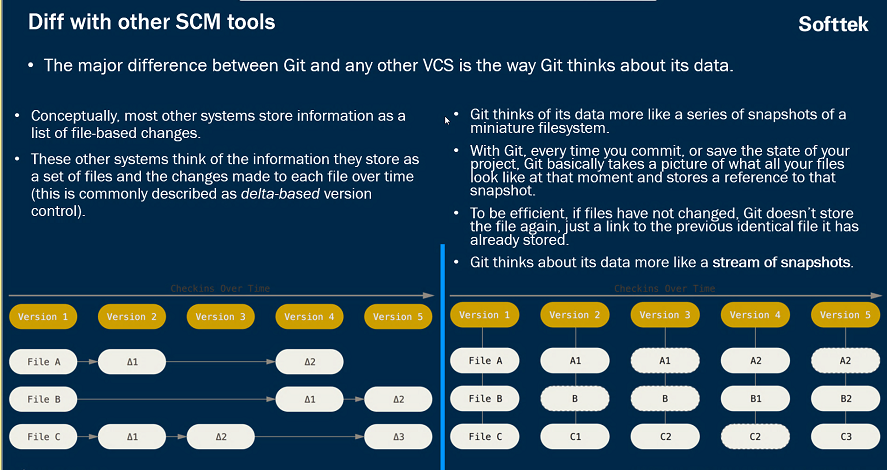 Diff with other SCM tools
Softtek
• The major difference between Git and any other VCS is the way Git thinks about its data.
• Conceptually, most other systems store information as a
list of file-based changes.
• These other systems think of the information they store as
a set of files and the changes made to each file over time
(this is commonly described as delta-based version
control).
• Git thinks of its data more like a series of snapshots of a
miniature filesystem.
• With Git, every time you commit, or save the state of your
project, Git basically takes a picture of what all your files
look like at that moment and stores a reference to that
snapshot.
• To be efficient, if files have not changed, Git doesn’t store
the file again, just a link to the previous identical file it has
already stored.
• Git thinks about its data more like a stream of snapshots.
Checkins Over Time
Version 1 Version 2 Version 3 Version 4 Version 5
File A Δ1 Δ2
File B Δ1 Δ2
File C Δ1 Δ2 Δ3
Checkins Over Time
Version 1 Version 2 Version 3 Version 4 Version 5
File A A1 A1 A2 A2
File B B B B1 B2
File C C1 C2 C2 C3